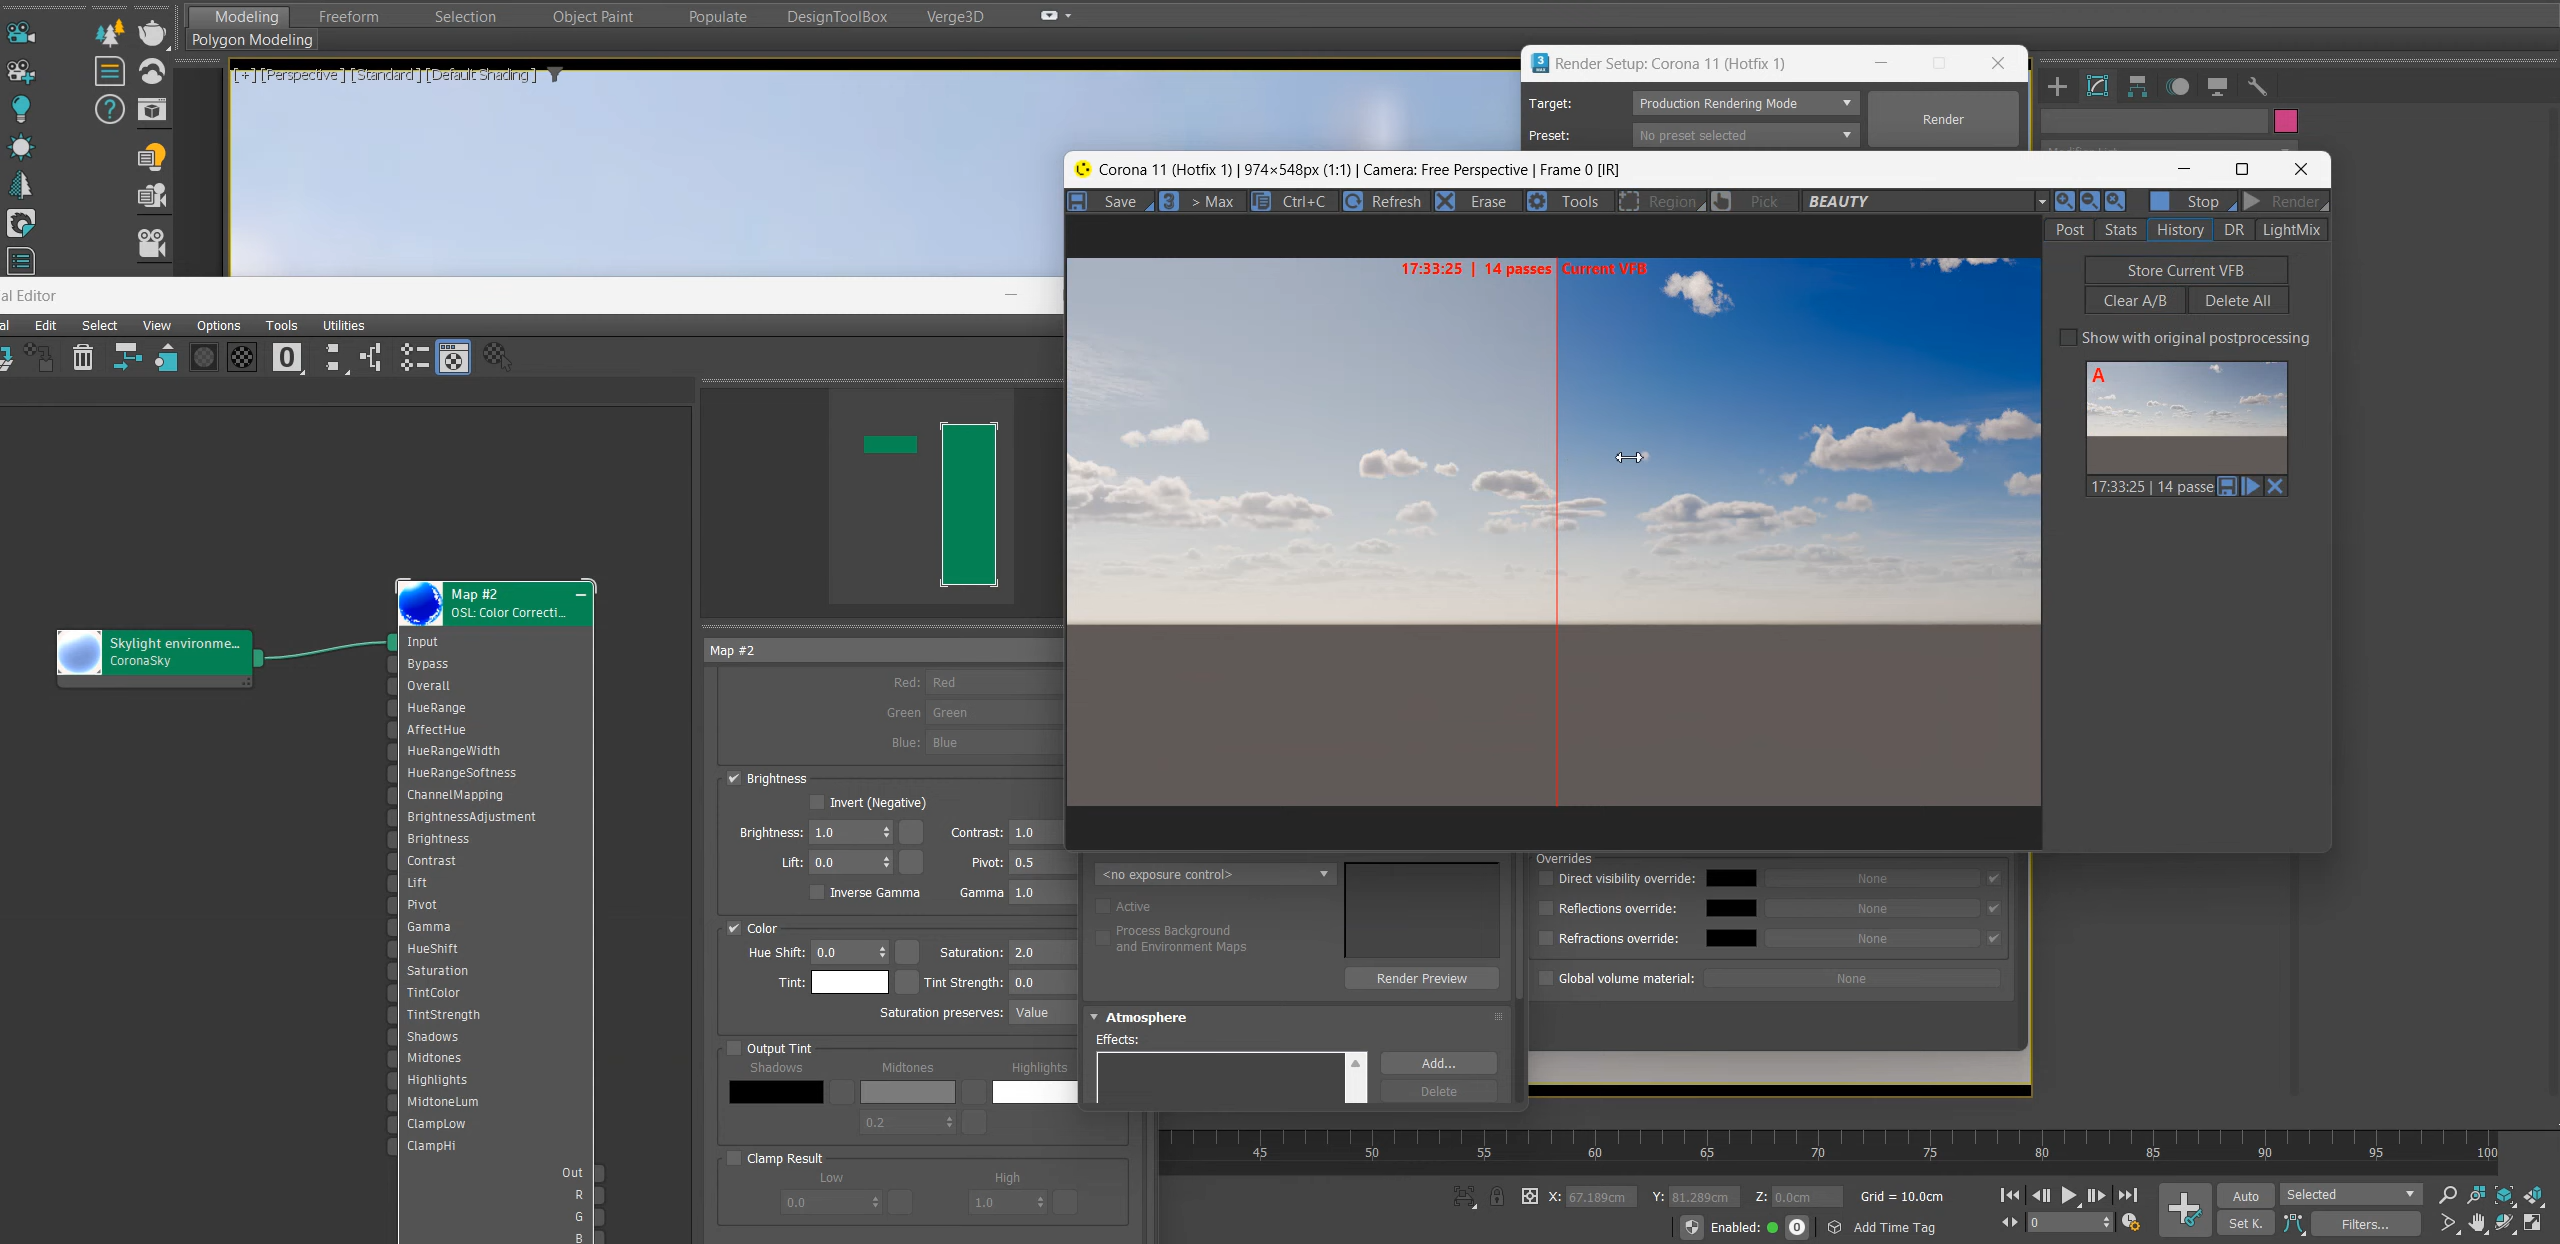 Modeling Freeform Selection Object Paint Populate DesignToolBox Verge3D
Polygon Modeling
[+] [Perspective ] [Standard ] [Default Shading ]
Render Setup: Corona 11 (Hotfix 1)
Target: Production Rendering Mode
Preset: No preset selected
Render
Corona 11 (Hotfix 1) | 974×548px (1:1) | Camera: Free Perspective | Frame 0 [IR]
Save > Max Ctrl+C Refresh Erase Tools Region Pick BEAUTY Stop Render
Post Stats History DR LightMix
17:33:25 | 14 passes Current VFB
Store Current VFB
Clear A/B Delete All
Show with original postprocessing
A
17:33:25 | 14 passe
al Editor
al Edit Select View Options Tools Utilities
0
Skylight environme...
CoronaSky
Map #2
OSL: Color Correcti...
Input
Bypass
Overall
HueRange
AffectHue
HueRangeWidth
HueRangeSoftness
ChannelMapping
BrightnessAdjustment
Brightness
Contrast
Lift
Pivot
Gamma
HueShift
Saturation
TintColor
TintStrength
Shadows
Midtones
Highlights
MidtoneLum
ClampLow
ClampHi
Out
R
G
B
Map #2
Red: Red
Green Green
Blue: Blue
Brightness
Invert (Negative)
Brightness: 1.0 Contrast: 1.0
Lift: 0.0 Pivot: 0.5
Inverse Gamma Gamma 1.0
Color
Hue Shift: 0.0 Saturation: 2.0
Tint: Tint Strength: 0.0
Saturation preserves: Value
Output Tint
Shadows Midtones Highlights
0.2
Clamp Result
Low High
0.0 1.0
<no exposure control>
Active
Process Background
and Environment Maps
Render Preview
Atmosphere
Effects:
Add...
Delete
Overrides
Direct visibility override: None
Reflections override: None
Refractions override: None
Global volume material: None
45 50 55 60 65 70 75 80 85 90 95 100
X: 67.189cm Y: 81.289cm Z: 0.0cm Grid = 10.0cm
Enabled: 0 Add Time Tag
0
Auto Selected
Set K. Filters...